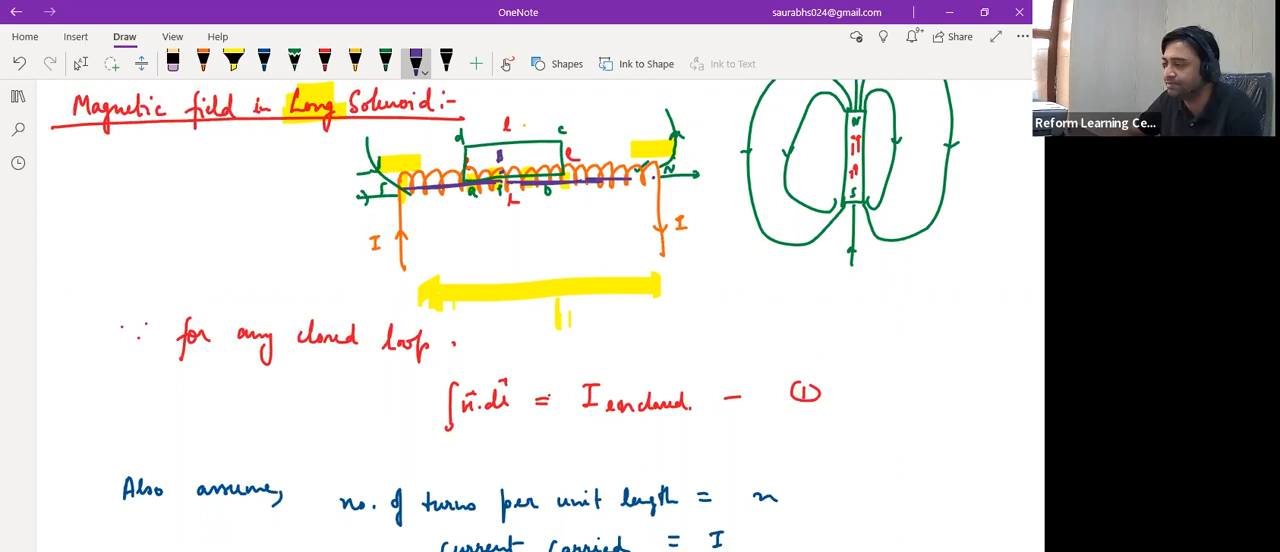 OneNote
saurabhs024@gmail.com
Home Insert Draw View Help
Share
Shapes
Ink to Shape
Ink to Text
Reform Learning Ce...
Magnetic field in Long Solenoid :-
d l c
e
S a b N
L
I I
N
S
∵ for any closed loop.
∫ H⃗.dl⃗ = I enclosed. - ①
Also assume, no. of turns per unit length = n
current carried = I